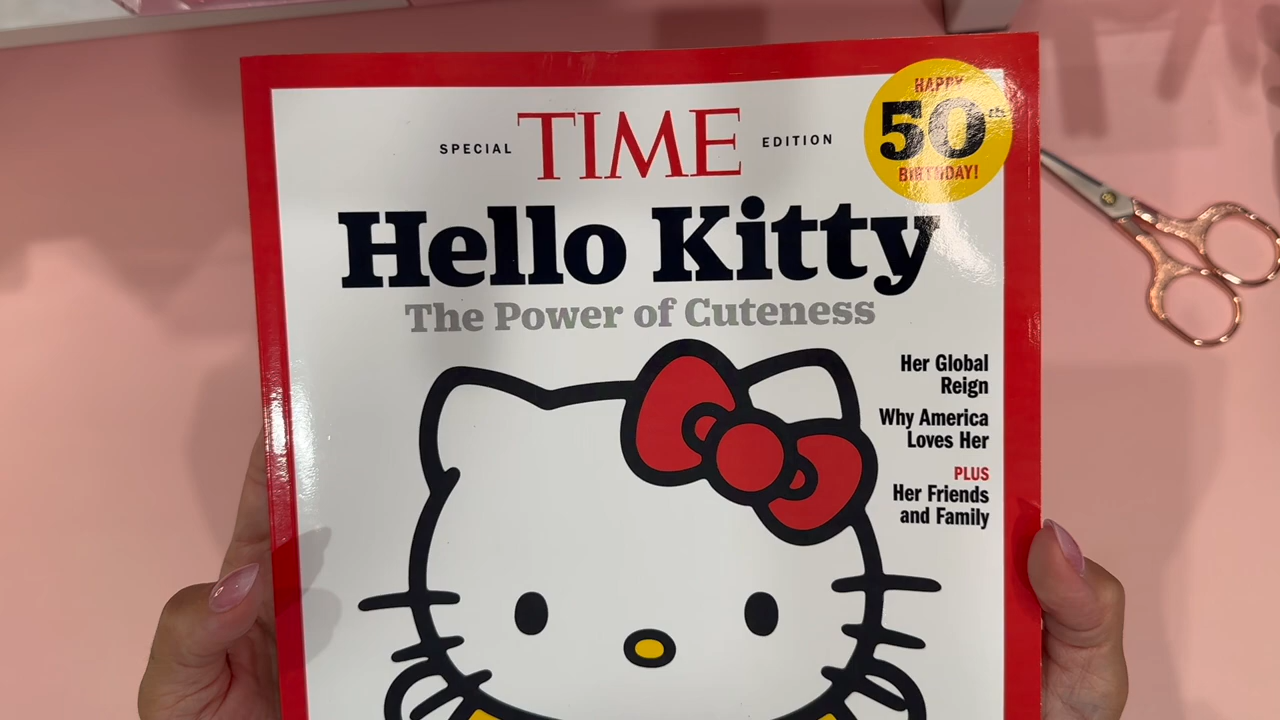 SPECIAL TIME EDITION
HAPPY
50th
BIRTHDAY!
Hello Kitty
The Power of Cuteness
Her Global
Reign
Why America
Loves Her
PLUS
Her Friends
and Family